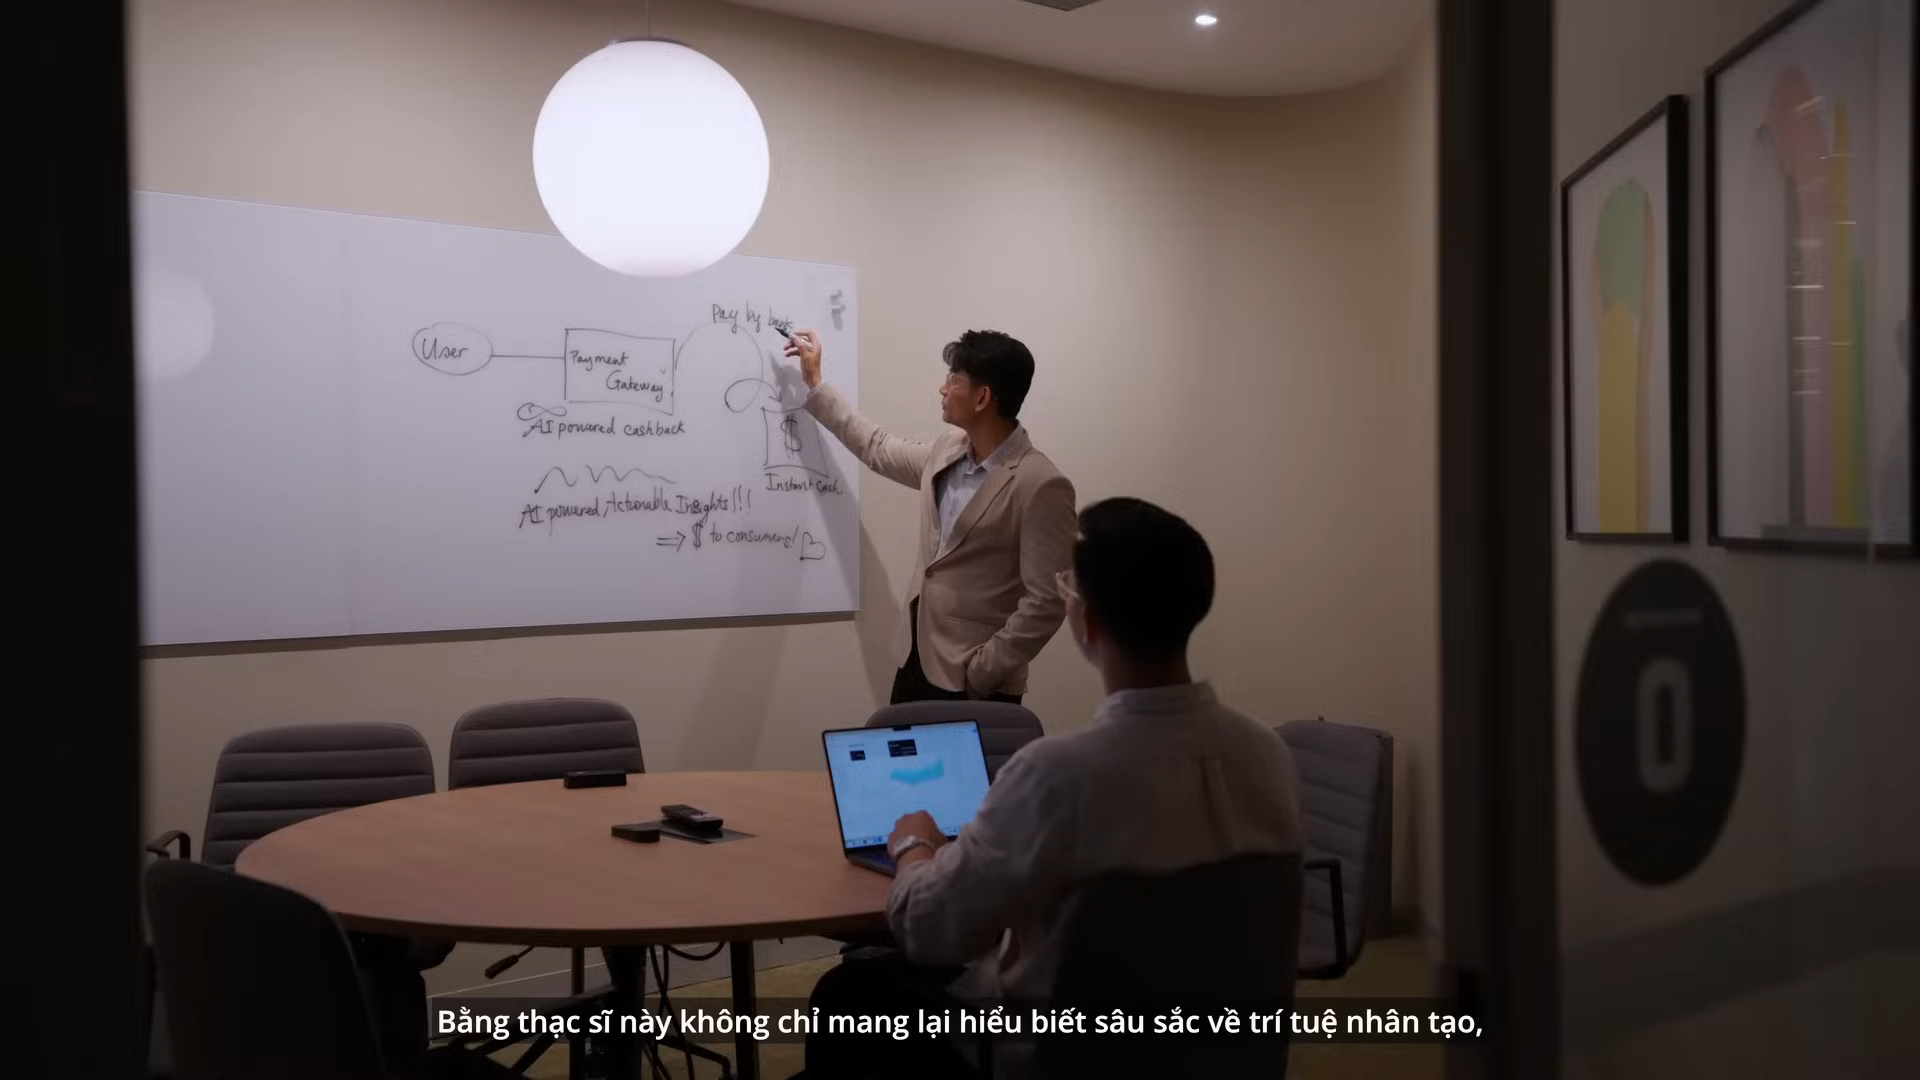 Pay by bank
User
Payment
Gateway
AI powered cashback
$
Instant cash
AI powered Actionable Insights!!!
⇒ $ to consumers!
0
Bằng thạc sĩ này không chỉ mang lại hiểu biết sâu sắc về trí tuệ nhân tạo,